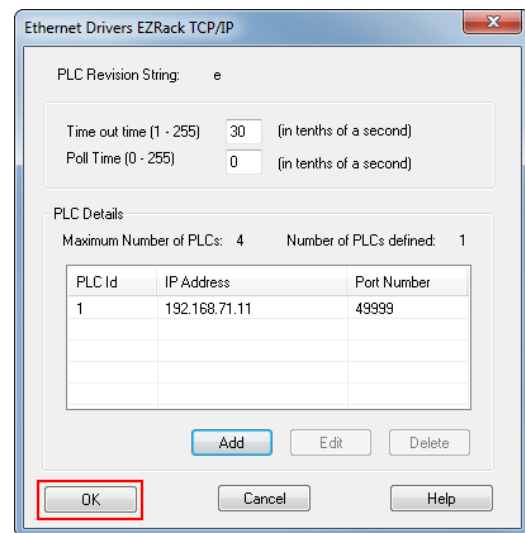 Ethernet Drivers EZRack TCP/IP
PLC Revision String: e
Time out time (1 - 255) 30 (in tenths of a second)
Poll Time (0 - 255) 0 (in tenths of a second)
PLC Details
Maximum Number of PLCs: 4 Number of PLCs defined: 1
PLC Id IP Address Port Number
1 192.168.71.11 49999
Add Edit Delete
OK Cancel Help